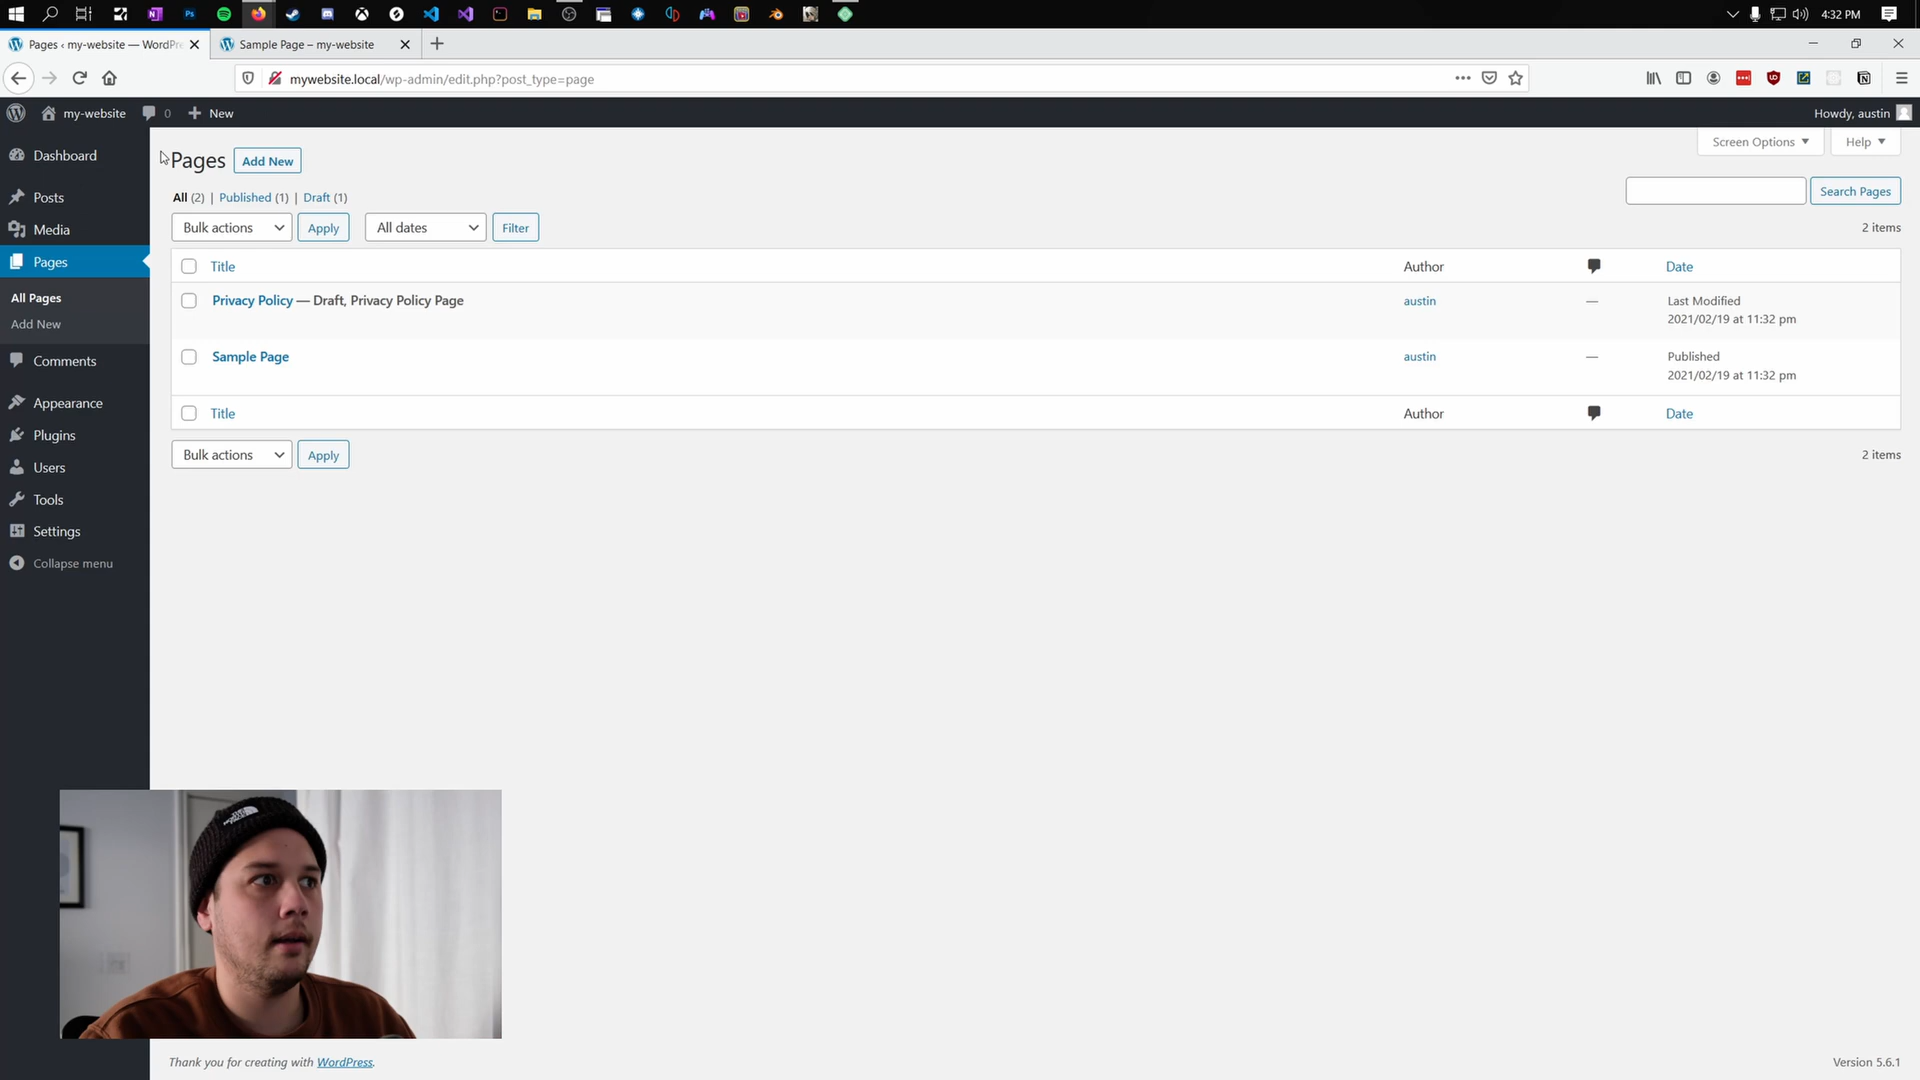 4:32 PM
Pages ‹ my-website — WordPre
Sample Page – my-website
mywebsite.local/wp-admin/edit.php?post_type=page
my-website
0
New
Howdy, austin
Dashboard
Posts
Media
Pages
All Pages
Add New
Comments
Appearance
Plugins
Users
Tools
Settings
Collapse menu
Pages
Add New
Screen Options
Help
All (2) | Published (1) | Draft (1)
Search Pages
Bulk actions
Apply
All dates
Filter
2 items
Title
Author
Date
Privacy Policy — Draft, Privacy Policy Page
austin
—
Last Modified
2021/02/19 at 11:32 pm
Sample Page
austin
—
Published
2021/02/19 at 11:32 pm
Title
Author
Date
Bulk actions
Apply
2 items
Thank you for creating with WordPress.
Version 5.6.1